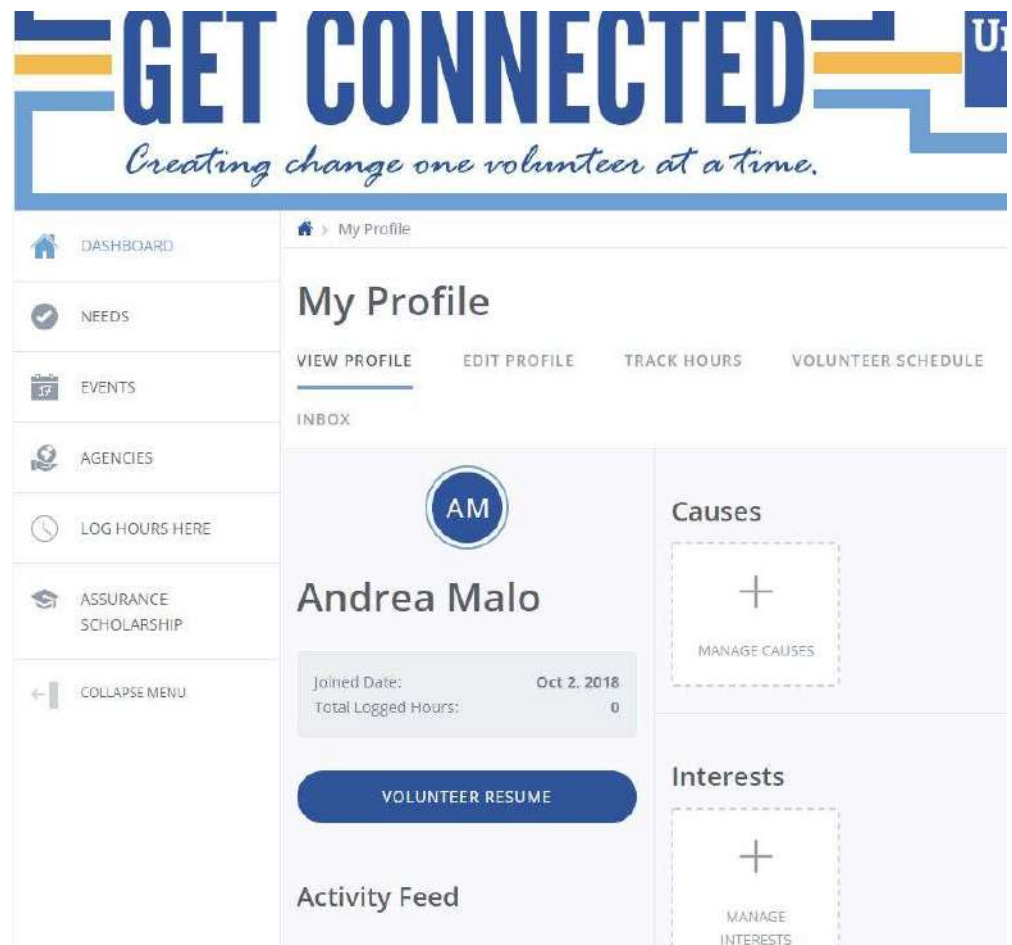 GET CONNECTED
Creating change one volunteer at a time.
DASHBOARD
NEEDS
17
EVENTS
AGENCIES
LOG HOURS HERE
ASSURANCE
SCHOLARSHIP
COLLAPSE MENU
My Profile
My Profile
VIEW PROFILE EDIT PROFILE TRACK HOURS VOLUNTEER SCHEDULE
INBOX
AM
Andrea Malo
Joined Date: Oct 2, 2018
Total Logged Hours: 0
VOLUNTEER RESUME
Activity Feed
Causes
MANAGE CAUSES
Interests
MANAGE
INTERESTS